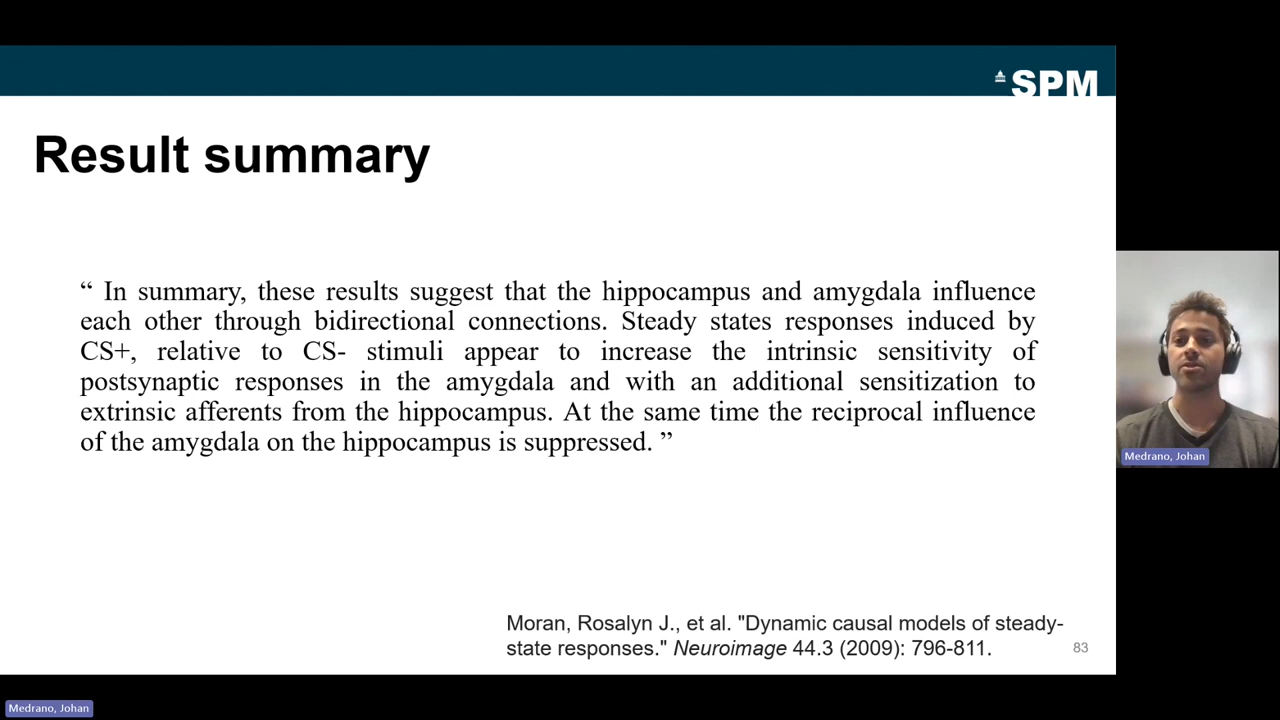 SPM
Result summary
“ In summary, these results suggest that the hippocampus and amygdala influence
each other through bidirectional connections. Steady states responses induced by
CS+, relative to CS- stimuli appear to increase the intrinsic sensitivity of
postsynaptic responses in the amygdala and with an additional sensitization to
extrinsic afferents from the hippocampus. At the same time the reciprocal influence
of the amygdala on the hippocampus is suppressed. ”
Moran, Rosalyn J., et al. "Dynamic causal models of steady-
state responses." Neuroimage 44.3 (2009): 796-811.
83
Medrano, Johan
Medrano, Johan